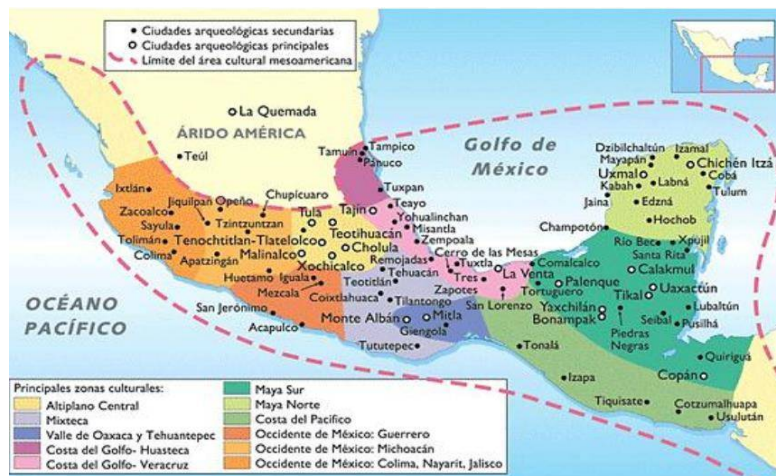 Ciudades arqueológicas secundarias
Ciudades arqueológicas principales
Límite del área cultural mesoamericana
La Quemada
ÁRIDO AMÉRICA
Teúl
Golfo de
México
OCÉANO
PACÍFICO
Tampico
Tamuín
Pánuco
Tuxpan
Teayo
Tajín
Yohualinchan
Misantla
Zempoala
Cerro de las Mesas
Remojadas
Tuxtla
Tres
Zapotes
La Venta
San Lorenzo
Comalcalco
Tortuguero
Ixtlán
Jiquilpan
Opeño
Chupícuaro
Zacoalco
Sayula
Tzintzuntzan
Tolimán
Colima
Apatzingan
Tula
Teotihuacán
Tenochtitlan-Tlatelolco
Cholula
Malinalco
Xochicalco
Huetamo
Iguala
Mezcala
Tehuacán
Teotitlán
Coixtlahuaca
Tilantongo
San Jerónimo
Acapulco
Monte Albán
Mitla
Giengola
Tututepec
Dzibilchaltún
Izamal
Mayapán
Chichén Itzá
Uxmal
Cobá
Kabah
Labná
Tulum
Jaina
Edzná
Hochob
Champotón
Río Bec
Xpujil
Santa Rita
Calakmul
Palenque
Uaxactún
Tikal
Yaxchilán
Bonampak
Lubaltún
Seibal
Pusilhá
Piedras
Negras
Quiriguá
Copán
Tonalá
Izapa
Tiquisate
Cotzumalhuapa
Usulután
Principales zonas culturales:
Altiplano Central
Mixteca
Valle de Oaxaca y Tehuantepec
Costa del Golfo- Huasteca
Costa del Golfo- Veracruz
Maya Sur
Maya Norte
Costa del Pacifico
Occidente de México: Guerrero
Occidente de México: Michoacán
Occidente de México: Colima, Nayarit, Jalisco